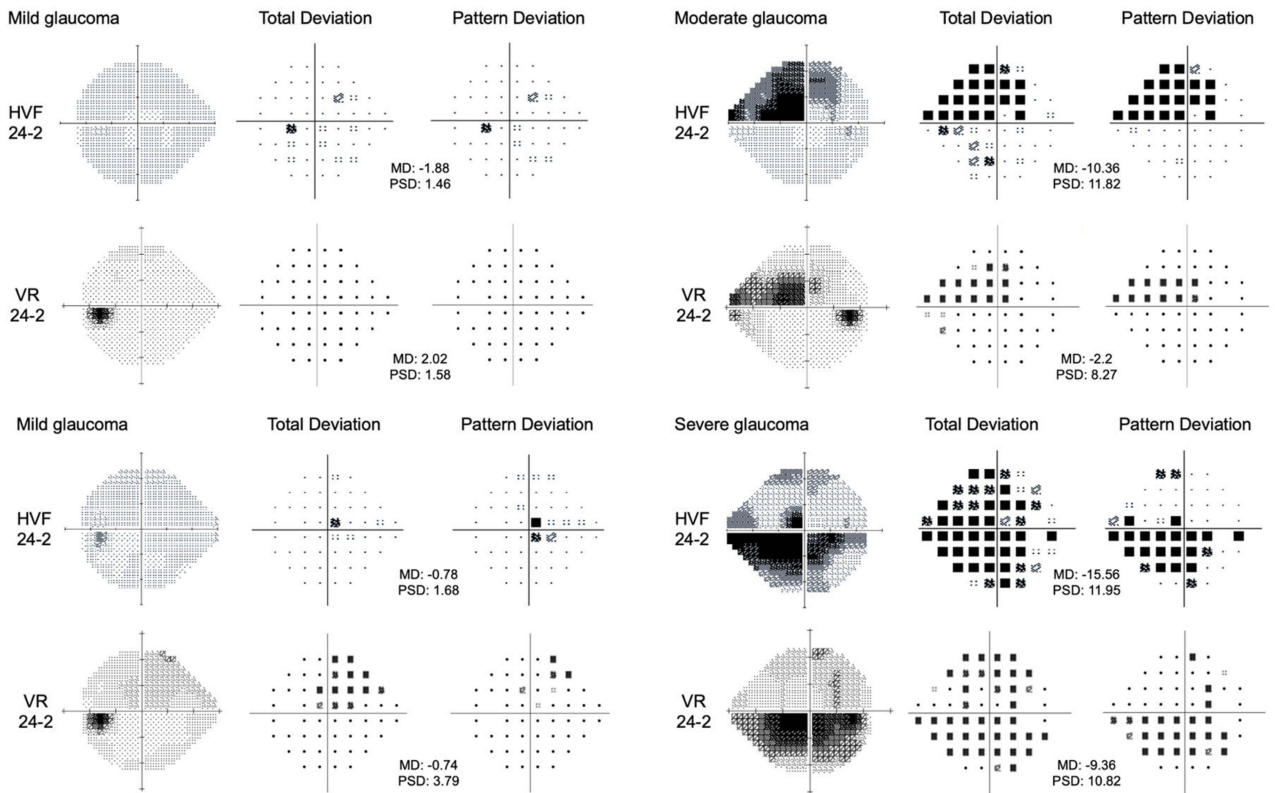 Mild glaucoma Total Deviation Pattern Deviation
HVF
24-2
MD: -1.88
PSD: 1.46
VR
24-2
MD: 2.02
PSD: 1.58
Moderate glaucoma Total Deviation Pattern Deviation
HVF
24-2
MD: -10.36
PSD: 11.82
VR
24-2
MD: -2.2
PSD: 8.27
Mild glaucoma Total Deviation Pattern Deviation
HVF
24-2
MD: -0.78
PSD: 1.68
VR
24-2
MD: -0.74
PSD: 3.79
Severe glaucoma Total Deviation Pattern Deviation
HVF
24-2
MD: -15.56
PSD: 11.95
VR
24-2
MD: -9.36
PSD: 10.82